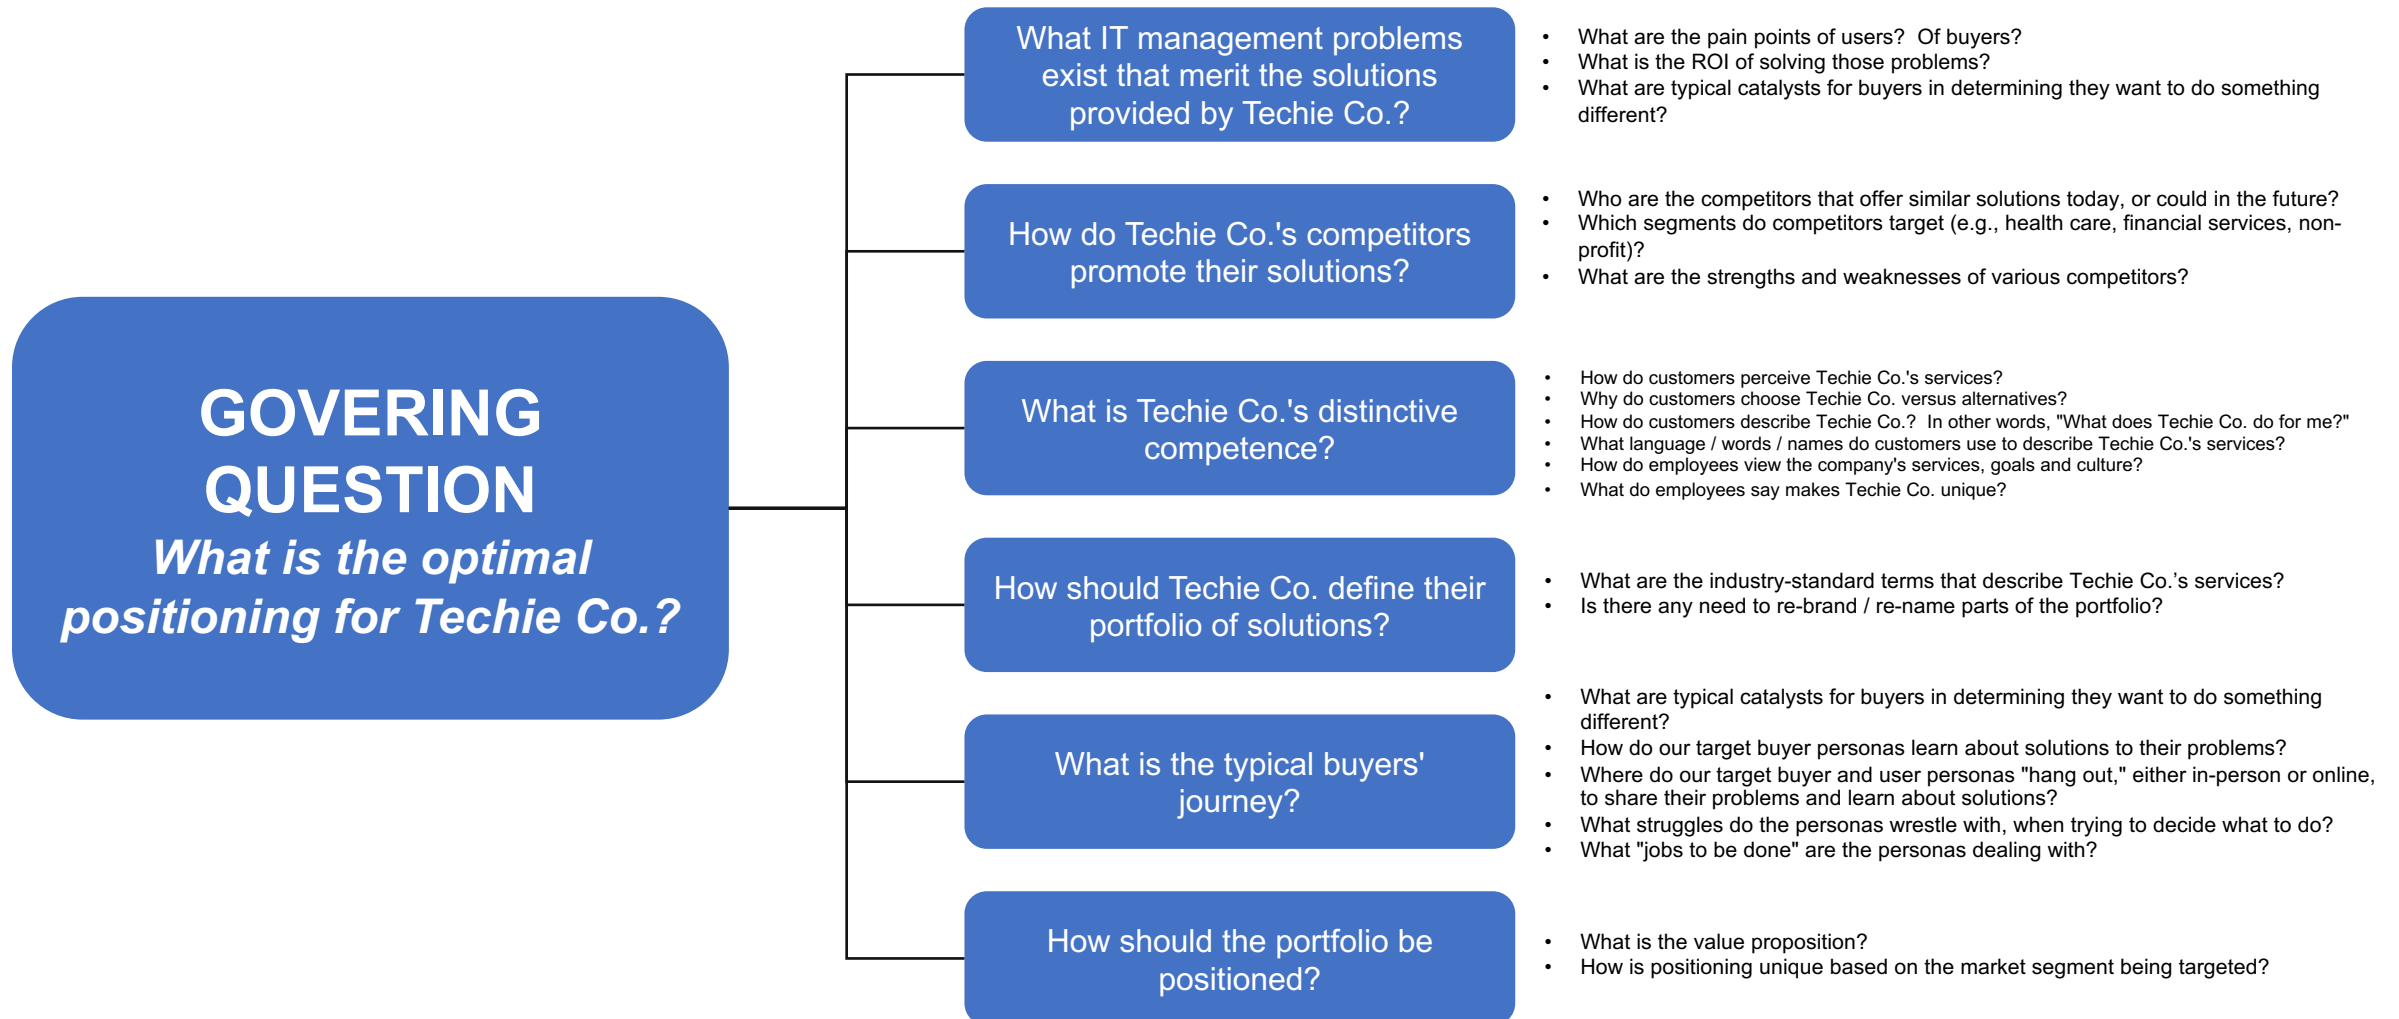 GOVERING
QUESTION
What is the optimal
positioning for Techie Co.?
What IT management problems
exist that merit the solutions
provided by Techie Co.?
• What are the pain points of users?  Of buyers?
• What is the ROI of solving those problems?
• What are typical catalysts for buyers in determining they want to do something
different?
How do Techie Co.'s competitors
promote their solutions?
• Who are the competitors that offer similar solutions today, or could in the future?
• Which segments do competitors target (e.g., health care, financial services, non-
profit)?
• What are the strengths and weaknesses of various competitors?
What is Techie Co.'s distinctive
competence?
• How do customers perceive Techie Co.'s services?
• Why do customers choose Techie Co. versus alternatives?
• How do customers describe Techie Co.?  In other words, "What does Techie Co. do for me?"
• What language / words / names do customers use to describe Techie Co.'s services?
• How do employees view the company's services, goals and culture?
• What do employees say makes Techie Co. unique?
How should Techie Co. define their
portfolio of solutions?
• What are the industry-standard terms that describe Techie Co.’s services?
• Is there any need to re-brand / re-name parts of the portfolio?
What is the typical buyers'
journey?
• What are typical catalysts for buyers in determining they want to do something
different?
• How do our target buyer personas learn about solutions to their problems?
• Where do our target buyer and user personas "hang out," either in-person or online,
to share their problems and learn about solutions?
• What struggles do the personas wrestle with, when trying to decide what to do?
• What "jobs to be done" are the personas dealing with?
How should the portfolio be
positioned?
• What is the value proposition?
• How is positioning unique based on the market segment being targeted?